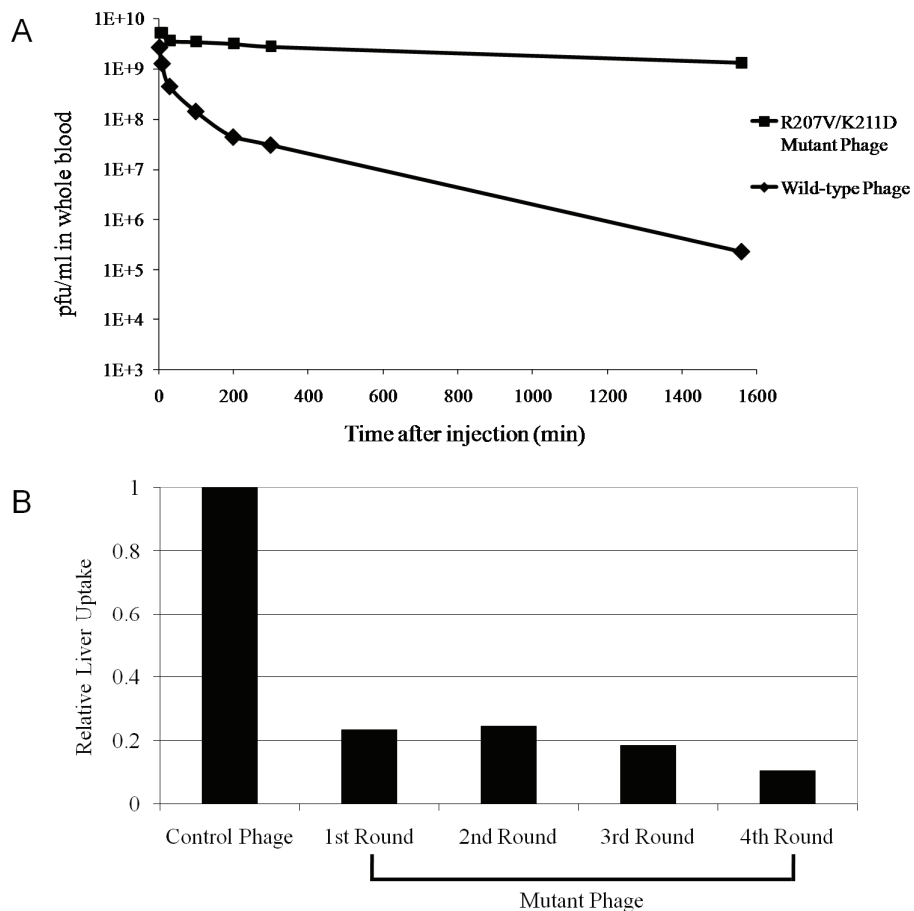 A
1E+10
1E+9
1E+8
1E+7
1E+6
1E+5
1E+4
1E+3
pfu/ml in whole blood
0 200 400 600 800 1000 1200 1400 1600
Time after injection (min)
R207V/K211D
Mutant Phage
Wild-type Phage
B
1
0.8
0.6
0.4
0.2
0
Relative Liver Uptake
Control Phage 1st Round 2nd Round 3rd Round 4th Round
Mutant Phage